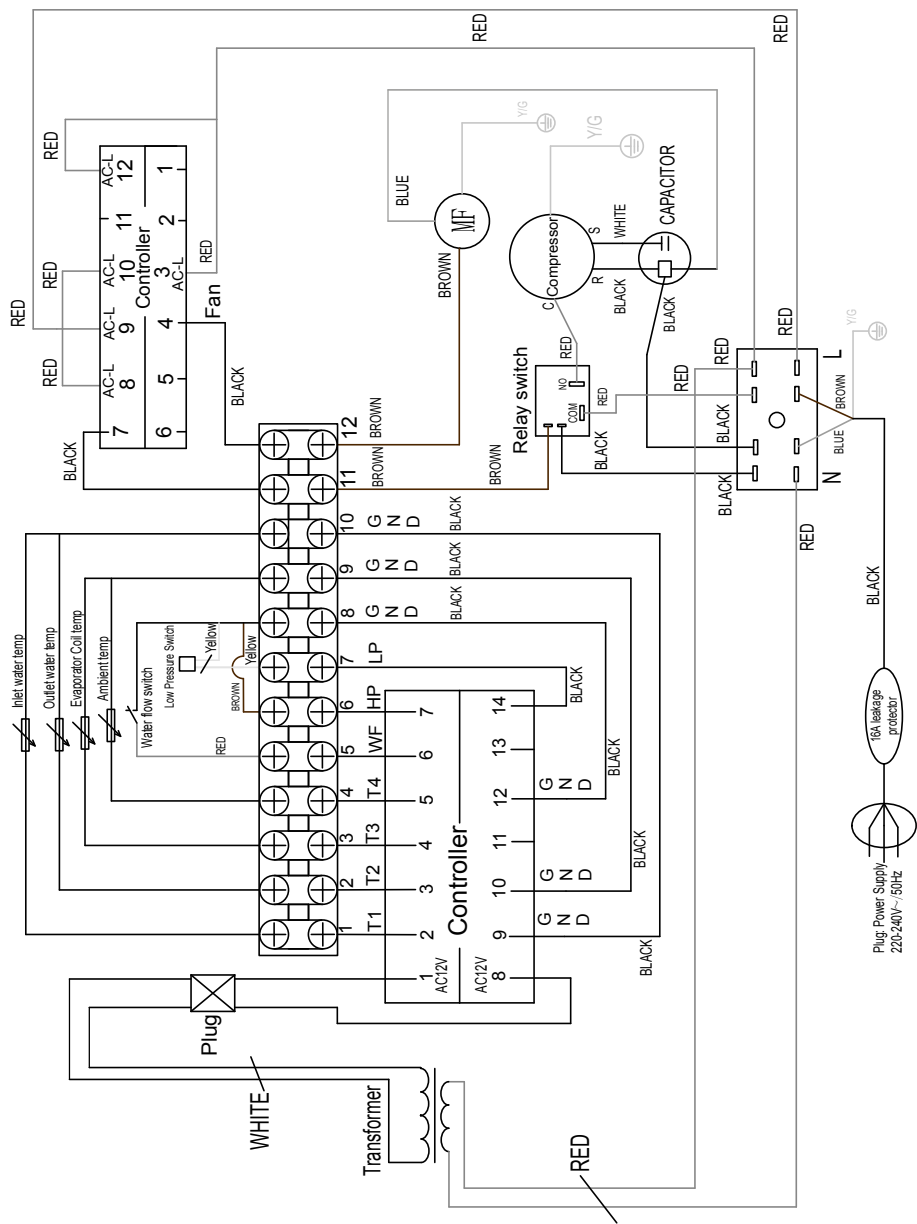 Inlet water temp
Outlet water temp
Evaporator Coil temp
Ambient temp
Water flow switch
Low Pressure Switch
Yellow
Yellow
BROWN
RED
1
2
3
4
5
6
7
8
9
10
11
12
T1
T2
T3
T4
WF
HP
LP
GND
GND
GND
BROWN
BROWN
BLACK
BLACK
BLACK
Plug
WHITE
Transformer
RED
AC12V
1
2
3
4
5
6
7
Controller
AC12V
8
9
10
11
12
13
14
GND
GND
GND
BLACK
BLACK
BLACK
BLACK
RED
RED
RED
RED
RED
RED
RED
AC-L
AC-L
AC-L
AC-L
7
8
9
10
11
12
Controller
6
5
4
3
2
1
AC-L
Fan
BLACK
BLACK
BLUE
MF
BROWN
Y/G
Y/G
Compressor
C
S
R
WHITE
BLACK
CAPACITOR
BLACK
RED
Relay switch
NO
COM
RED
BROWN
BLACK
BLACK
BLACK
RED
RED
RED
RED
N
L
BLUE
BROWN
Y/G
BLACK
16A leakage
protector
Plug: Power Supply
220-240V~/50Hz